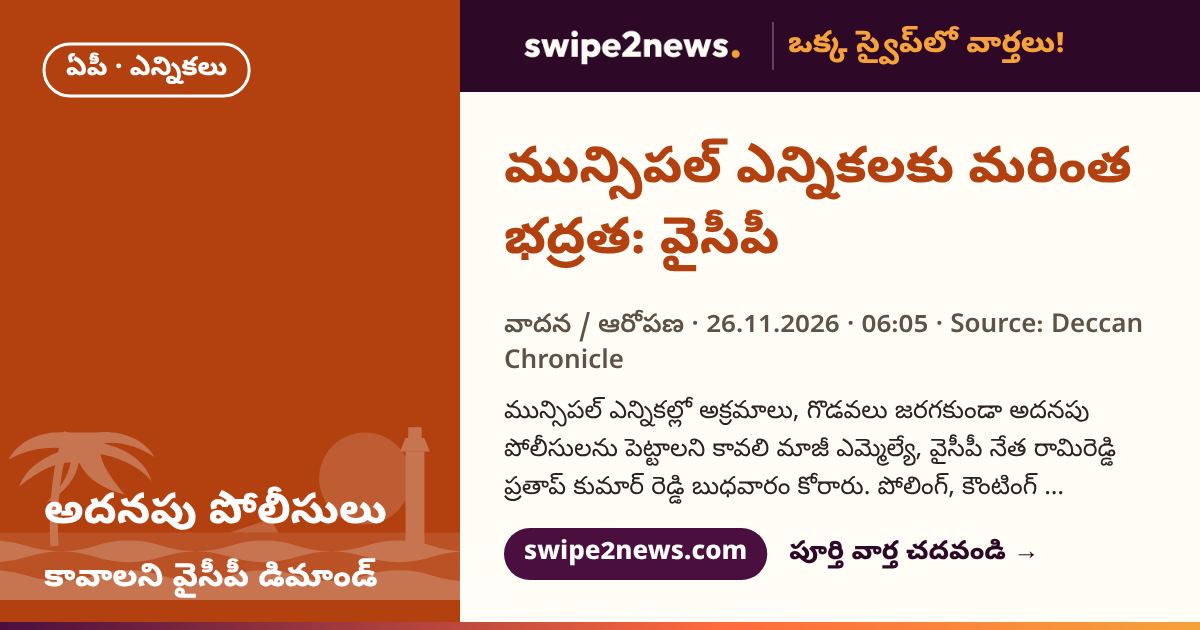 ఏపీ · ఎన్నికలు
అదనపు పోలీసులు
కావాలని వైసీపీ డిమాండ్
swipe2news.
ఒక్క స్వైప్‌లో వార్తలు!
మున్సిపల్ ఎన్నికలకు మరింత
భద్రత: వైసీపీ
వాదన / ఆరోపణ · 26.11.2026 · 06:05 · Source: Deccan
Chronicle
మున్సిపల్ ఎన్నికల్లో అక్రమాలు, గొడవలు జరగకుండా అదనపు
పోలీసులను పెట్టాలని కావలి మాజీ ఎమ్మెల్యే, వైసీపీ నేత రామిరెడ్డి
ప్రతాప్ కుమార్ రెడ్డి బుధవారం కోరారు. పోలింగ్, కౌంటింగ్ ...
swipe2news.com
పూర్తి వార్త చదవండి →